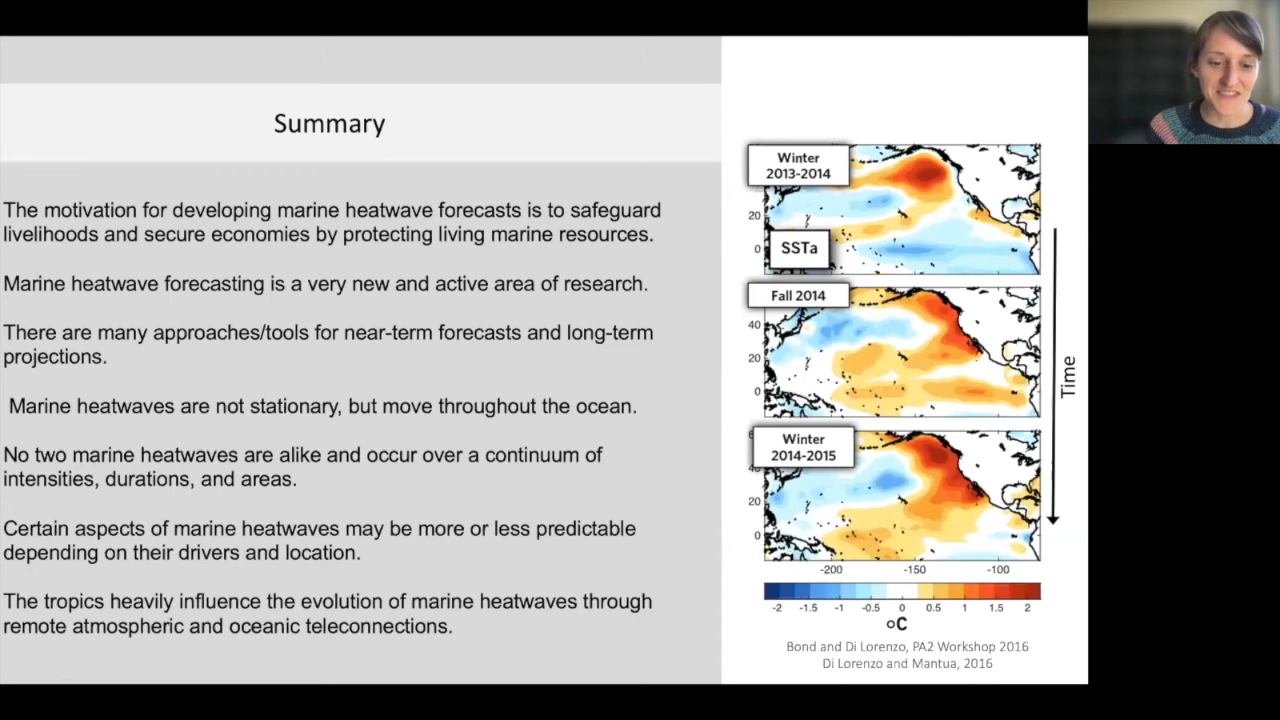 Summary
The motivation for developing marine heatwave forecasts is to safeguard
livelihoods and secure economies by protecting living marine resources.
Marine heatwave forecasting is a very new and active area of research.
There are many approaches/tools for near-term forecasts and long-term
projections.
Marine heatwaves are not stationary, but move throughout the ocean.
No two marine heatwaves are alike and occur over a continuum of
intensities, durations, and areas.
Certain aspects of marine heatwaves may be more or less predictable
depending on their drivers and location.
The tropics heavily influence the evolution of marine heatwaves through
remote atmospheric and oceanic teleconnections.
Winter
2013-2014
20
0
SSTa
Fall 2014
40
20
0
Winter
2014-2015
20
0
-200 -150 -100
-2 -1.5 -1 -0.5 0 0.5 1 1.5 2
°C
Time
Bond and Di Lorenzo, PA2 Workshop 2016
Di Lorenzo and Mantua, 2016